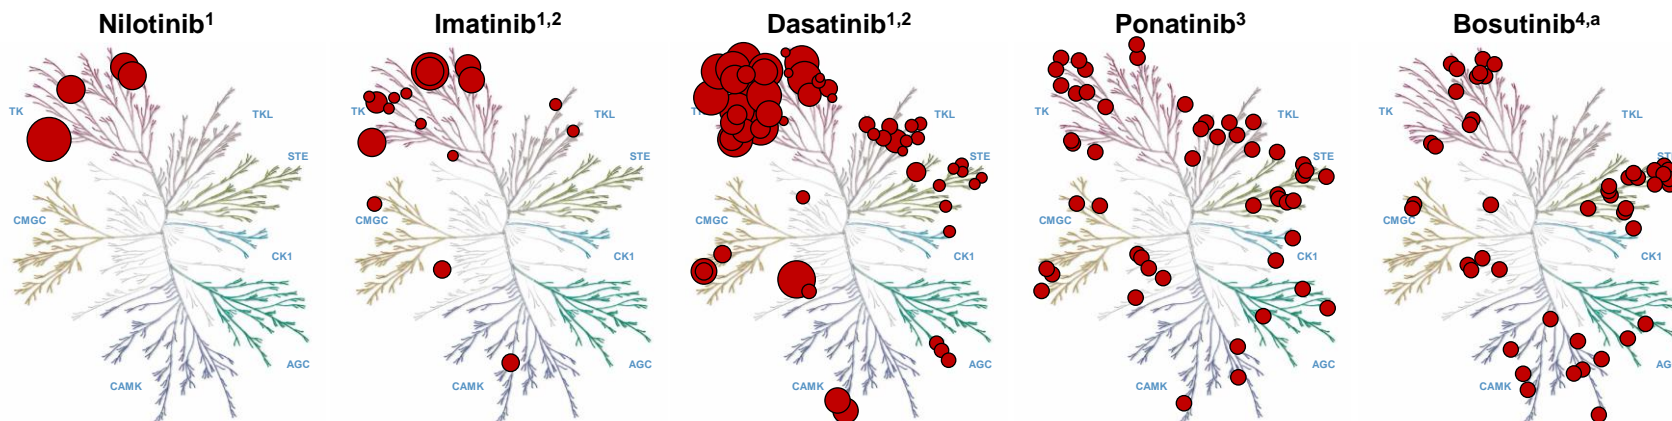 Nilotinib1
Imatinib1,2
Dasatinib1,2
Ponatinib3
Bosutinib4,a
TK
CMGC
CAMK
TK
TKL
STE
CMGC
CK1
CAMK
AGC
TKL
STE
CMGC
CK1
CAMK
AGC
TK
TKL
STE
CMGC
CK1
CAMK
AGC
TK
TKL
CMGC
CK1
CAMK
AGC
TKL
STE
CK1
AGC